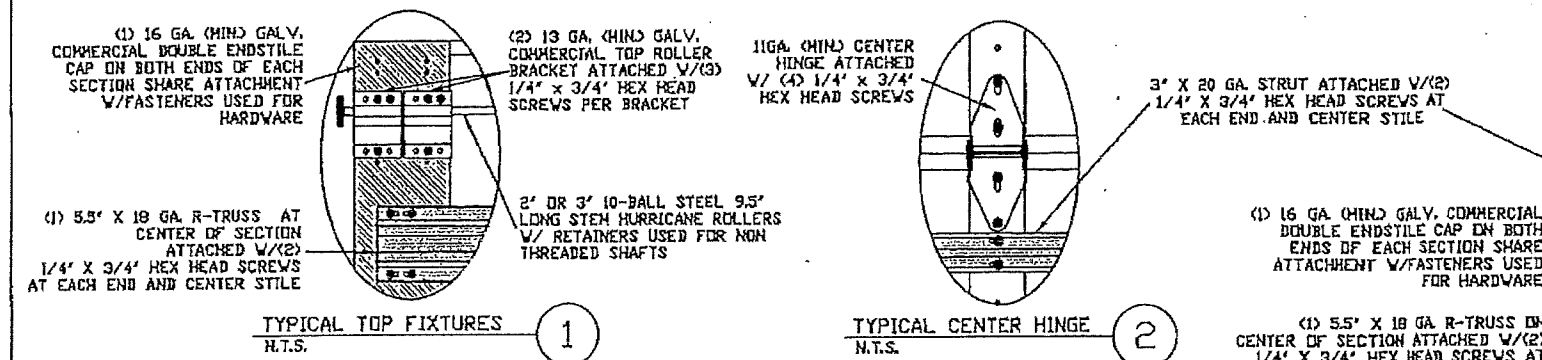 (1) 16 GA. (MIN.) GALV.
COMMERCIAL DOUBLE ENDSTILE
CAP ON BOTH ENDS OF EACH
SECTION SHARE ATTACHMENT
W/FASTENERS USED FOR
HARDWARE
(2) 13 GA. (MIN.) GALV.
COMMERCIAL TOP ROLLER
BRACKET ATTACHED W/(3)
1/4" x 3/4" HEX HEAD
SCREWS PER BRACKET
(1) 5.5" X 18 GA. R-TRUSS AT
CENTER OF SECTION
ATTACHED W/(2)
1/4" X 3/4" HEX HEAD SCREWS
AT EACH END AND CENTER STILE
2" OR 3" 10-BALL STEEL 9.5"
LONG STEM HURRICANE ROLLERS
W/ RETAINERS USED FOR NON
THREADED SHAFTS
TYPICAL TOP FIXTURES
N.T.S.
1
11GA. (MIN.) CENTER
HINGE ATTACHED
W/ (4) 1/4" x 3/4"
HEX HEAD SCREWS
3" X 20 GA. STRUT ATTACHED W/(2)
1/4" X 3/4" HEX HEAD SCREWS AT
EACH END AND CENTER STILE
TYPICAL CENTER HINGE
N.T.S.
2
(1) 16 GA. (MIN.) GALV. COMMERCIAL
DOUBLE ENDSTILE CAP ON BOTH
ENDS OF EACH SECTION SHARE
ATTACHMENT W/FASTENERS USED
FOR HARDWARE
(1) 5.5" X 18 GA. R-TRUSS ON
CENTER OF SECTION ATTACHED W/(2)
1/4" X 3/4" HEX HEAD SCREWS AT